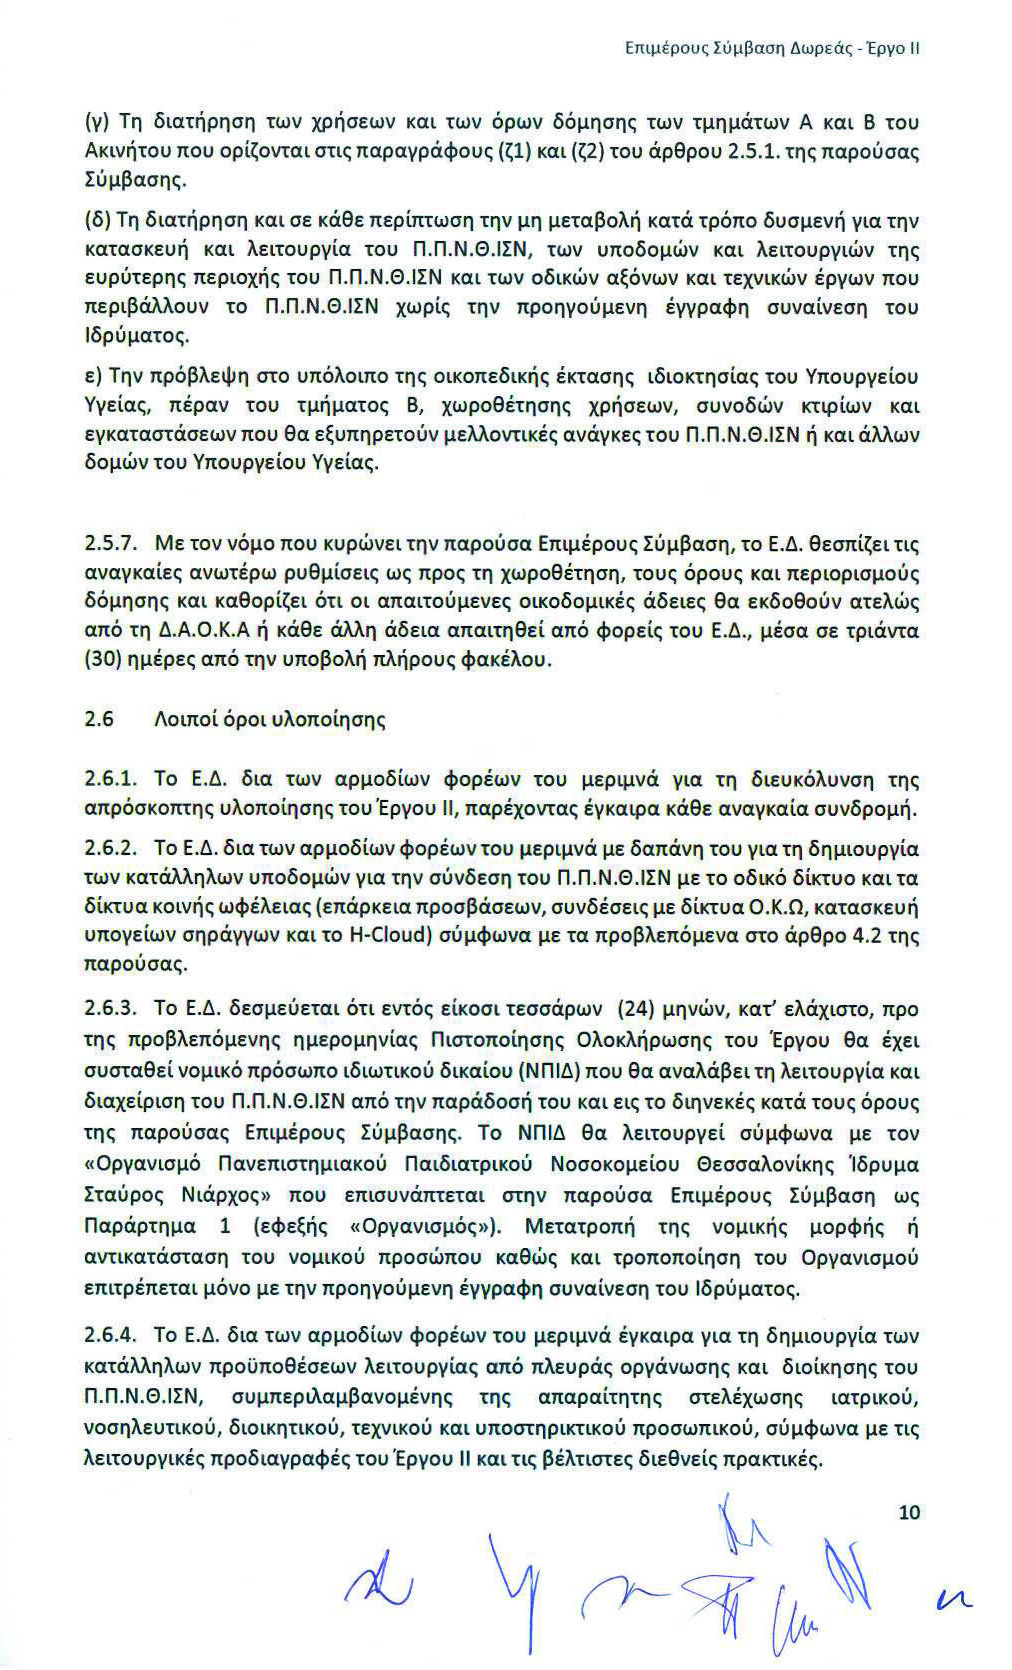 Επιμέρους Σύμβαση Δωρεάς - Έργο ΙΙ
(γ) Τη διατήρηση των χρήσεων και των όρων δόμησης των τμημάτων Α και Β του
Ακινήτου που ορίζονται στις παραγράφους (ζ1) και (ζ2) του άρθρου 2.5.1. της παρούσας
Σύμβασης.
(δ) Τη διατήρηση και σε κάθε περίπτωση την μη μεταβολή κατά τρόπο δυσμενή για την
κατασκευή και λειτουργία του Π.Π.Ν.Θ.ΙΣΝ, των υποδομών και λειτουργιών της
ευρύτερης περιοχής του Π.Π.Ν.Θ.ΙΣΝ και των οδικών αξόνων και τεχνικών έργων που
περιβάλλουν το Π.Π.Ν.Θ.ΙΣΝ χωρίς την προηγούμενη έγγραφη συναίνεση του
Ιδρύματος.
ε) Την πρόβλεψη στο υπόλοιπο της οικοπεδικής έκτασης ιδιοκτησίας του Υπουργείου
Υγείας, πέραν του τμήματος Β, χωροθέτησης χρήσεων, συνοδών κτιρίων και
εγκαταστάσεων που θα εξυπηρετούν μελλοντικές ανάγκες του Π.Π.Ν.Θ.ΙΣΝ ή και άλλων
δομών του Υπουργείου Υγείας.
2.5.7. Με τον νόμο που κυρώνει την παρούσα Επιμέρους Σύμβαση, το Ε.Δ. θεσπίζει τις
αναγκαίες ανωτέρω ρυθμίσεις ως προς τη χωροθέτηση, τους όρους και περιορισμούς
δόμησης και καθορίζει ότι οι απαιτούμενες οικοδομικές άδειες θα εκδοθούν ατελώς
από τη Δ.Α.Ο.Κ.Α ή κάθε άλλη άδεια απαιτηθεί από φορείς του Ε.Δ., μέσα σε τριάντα
(30) ημέρες από την υποβολή πλήρους φακέλου.
2.6 Λοιποί όροι υλοποίησης
2.6.1. Το Ε.Δ. δια των αρμοδίων φορέων του μεριμνά για τη διευκόλυνση της
απρόσκοπτης υλοποίησης του Έργου ΙΙ, παρέχοντας έγκαιρα κάθε αναγκαία συνδρομή.
2.6.2. Το Ε.Δ. δια των αρμοδίων φορέων του μεριμνά με δαπάνη του για τη δημιουργία
των κατάλληλων υποδομών για την σύνδεση του Π.Π.Ν.Θ.ΙΣΝ με το οδικό δίκτυο και τα
δίκτυα κοινής ωφέλειας (επάρκεια προσβάσεων, συνδέσεις με δίκτυα Ο.Κ.Ω, κατασκευή
υπογείων σηράγγων και το H-Cloud) σύμφωνα με τα προβλεπόμενα στο άρθρο 4.2 της
παρούσας.
2.6.3. Το Ε.Δ. δεσμεύεται ότι εντός είκοσι τεσσάρων (24) μηνών, κατ’ ελάχιστο, προ
της προβλεπόμενης ημερομηνίας Πιστοποίησης Ολοκλήρωσης του Έργου θα έχει
συσταθεί νομικό πρόσωπο ιδιωτικού δικαίου (ΝΠΙΔ) που θα αναλάβει τη λειτουργία και
διαχείριση του Π.Π.Ν.Θ.ΙΣΝ από την παράδοσή του και εις το διηνεκές κατά τους όρους
της παρούσας Επιμέρους Σύμβασης. Το ΝΠΙΔ θα λειτουργεί σύμφωνα με τον
«Οργανισμό Πανεπιστημιακού Παιδιατρικού Νοσοκομείου Θεσσαλονίκης Ίδρυμα
Σταύρος Νιάρχος» που επισυνάπτεται στην παρούσα Επιμέρους Σύμβαση ως
Παράρτημα 1 (εφεξής «Οργανισμός»). Μετατροπή της νομικής μορφής ή
αντικατάσταση του νομικού προσώπου καθώς και τροποποίηση του Οργανισμού
επιτρέπεται μόνο με την προηγούμενη έγγραφη συναίνεση του Ιδρύματος.
2.6.4. Το Ε.Δ. δια των αρμοδίων φορέων του μεριμνά έγκαιρα για τη δημιουργία των
κατάλληλων προϋποθέσεων λειτουργίας από πλευράς οργάνωσης και διοίκησης του
Π.Π.Ν.Θ.ΙΣΝ, συμπεριλαμβανομένης της απαραίτητης στελέχωσης ιατρικού,
νοσηλευτικού, διοικητικού, τεχνικού και υποστηρικτικού προσωπικού, σύμφωνα με τις
λειτουργικές προδιαγραφές του Έργου ΙΙ και τις βέλτιστες διεθνείς πρακτικές.
10